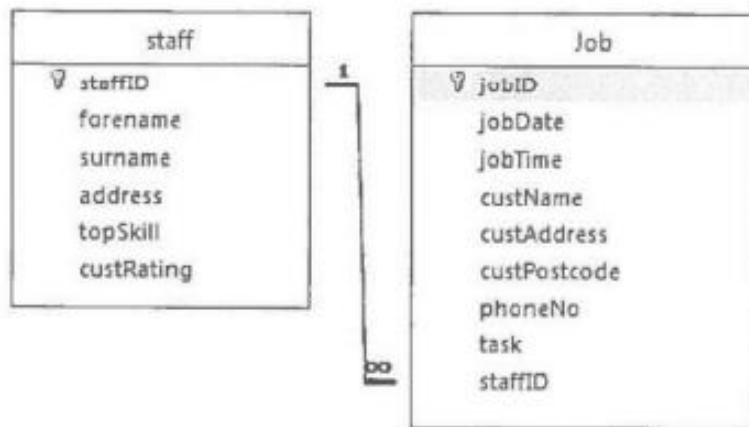 staff
staffID
forename
surname
address
topSkill
custRating
1
∞
Job
jobID
jobDate
jobTime
custName
custAddress
custPostcode
phoneNo
task
staffID